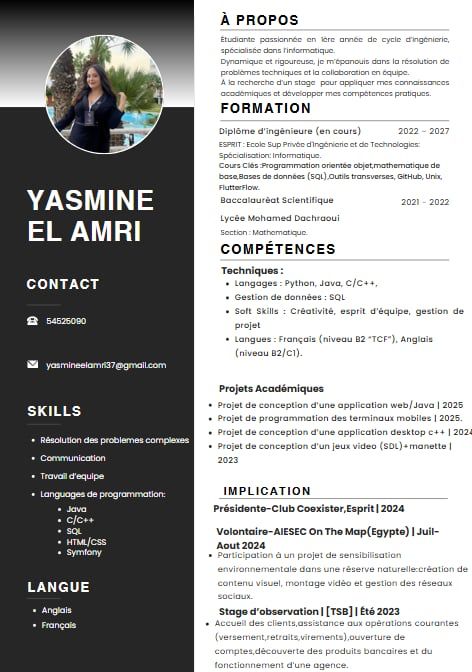 YASMINE
EL AMRI
CONTACT
54525090
yasmineelamri37@gmail.com
SKILLS
Résolution des problemes complexes
Communication
Travail d'equipe
Languages de programmation:
Java
C/C++
SQL
HTML/CSS
Symfony
LANGUE
Anglais
Français
À PROPOS
Étudiante passionnée en 1ère année de cycle d'ingénierie,
spécialisée dans l'informatique.
Dynamique et rigoureuse, je m'épanouis dans la résolution de
problèmes techniques et la collaboration en équipe.
À la recherche d'un stage pour appliquer mes connaissances
académiques et développer mes compétences pratiques.
FORMATION
Diplôme d'ingénieure (en cours) 2022 - 2027
ESPRIT : Ecole Sup Privée d'Ingénierie et de Technologies:
Spécialisation: Informatique.
Cours Clés :Programmation orientée objet,mathematique de
base,Bases de données (SQL),Outils transverses, GitHub, Unix,
FlutterFlow.
Baccalauréat Scientifique 2021 - 2022
Lycée Mohamed Dachraoui
Section : Mathematique.
COMPÉTENCES
Techniques :
Langages : Python, Java, C/C++,
Gestion de données : SQL
Soft Skills : Créativité, esprit d'équipe, gestion de
projet
Langues : Français (niveau B2 "TCF"), Anglais
(niveau B2/C1).
Projets Académiques
Projet de conception d'une application web/Java | 2025
Projet de programmation des terminaux mobiles | 2025.
Projet de conception d'une application desktop c++ | 2024
Projet de conception d'un jeux video (SDL)+manette |
2023
IMPLICATION
Présidente-Club Coexister,Esprit | 2024
Volontaire-AIESEC On The Map(Egypte) | Juil-
Aout 2024
Participation à un projet de sensibilisation
environnementale dans une réserve naturelle:création de
contenu visuel, montage vidéo et gestion des réseaux
sociaux.
Stage d'observation | [TSB] | Été 2023
Accueil des clients,assistance aux opérations courantes
(versement,retraits,virements),ouverture de
comptes,découverte des produits bancaires et du
fonctionnement d'une agence.